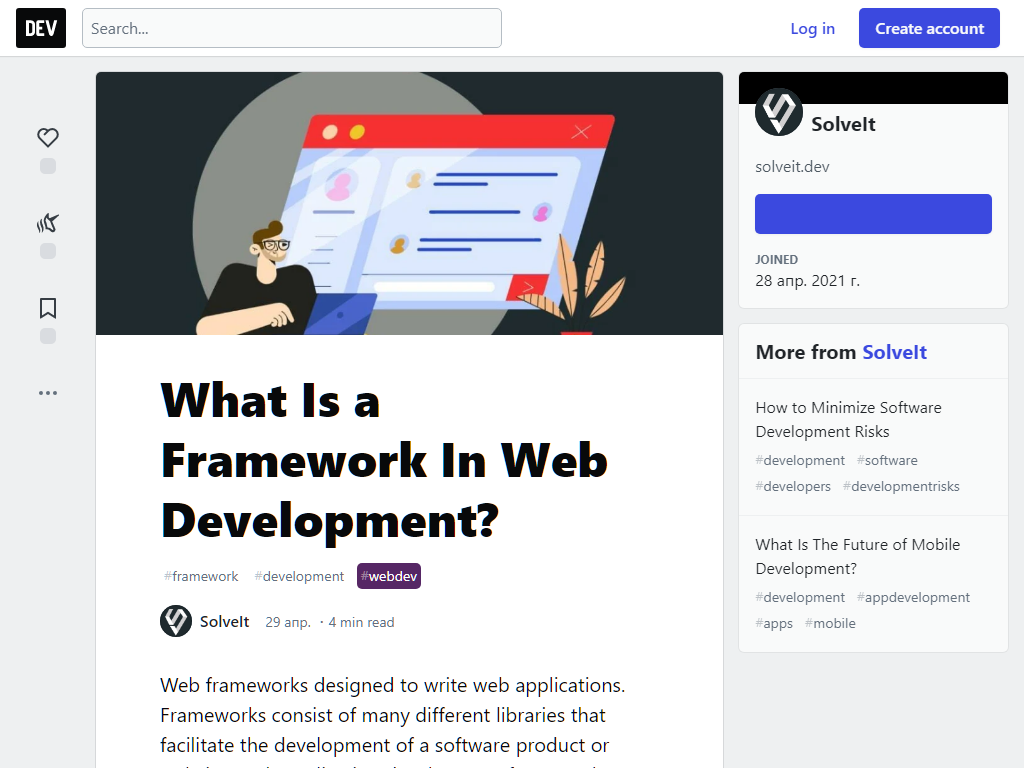 DEV
Search...
Log in
Create account
What Is a
Framework In Web
Development?
#framework #development #webdev
SolveIt 29 апр. ・4 min read
Web frameworks designed to write web applications.
Frameworks consist of many different libraries that
facilitate the development of a software product or
SolveIt
solveit.dev
JOINED
28 апр. 2021 г.
More from SolveIt
How to Minimize Software
Development Risks
#development #software
#developers #developmentrisks
What Is The Future of Mobile
Development?
#development #appdevelopment
#apps #mobile